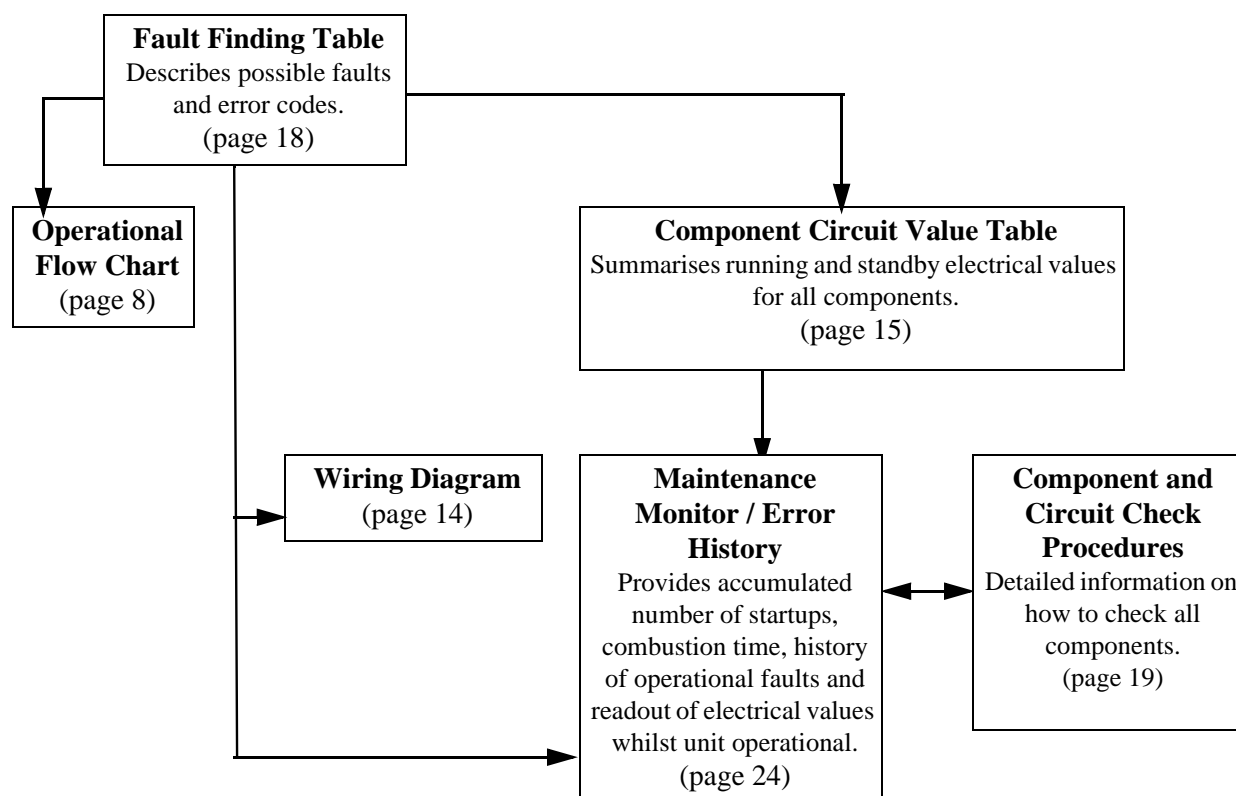 Fault Finding Table
Describes possible faults
and error codes.
(page 18)
Operational
Flow Chart
(page 8)
Component Circuit Value Table
Summarises running and standby electrical values
for all components.
(page 15)
Wiring Diagram
(page 14)
Maintenance
Monitor / Error
History
Provides accumulated
number of startups,
combustion time, history
of operational faults and
readout of electrical values
whilst unit operational.
(page 24)
Component and
Circuit Check
Procedures
Detailed information on
how to check all
components.
(page 19)